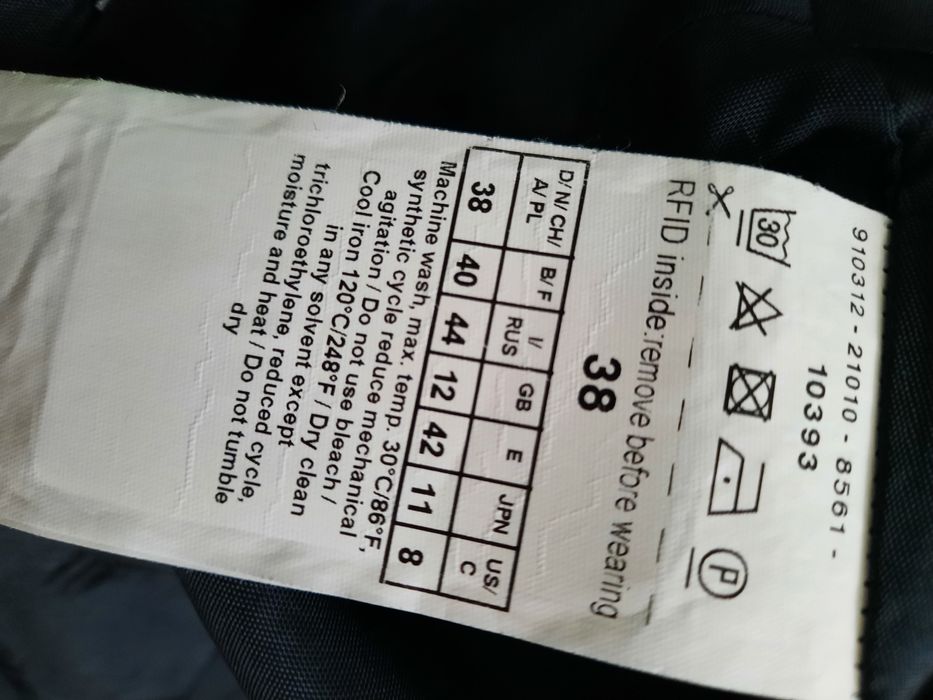 910312 - 21010 - 8561 -
10393
30
P
RFID inside:remove before wearing
38
D/ N/ CH/ A/ PL B/ F I/ RUS GB E JPN US/ C
38 40 44 12 42 11 8
Machine wash, max. temp. 30°C/86°F,
synthetic cycle reduce mechanical
agitation / Do not use bleach /
Cool iron 120°C/248°F / Dry clean
in any solvent except
trichloroethylene, reduced cycle,
moisture and heat / Do not tumble
dry